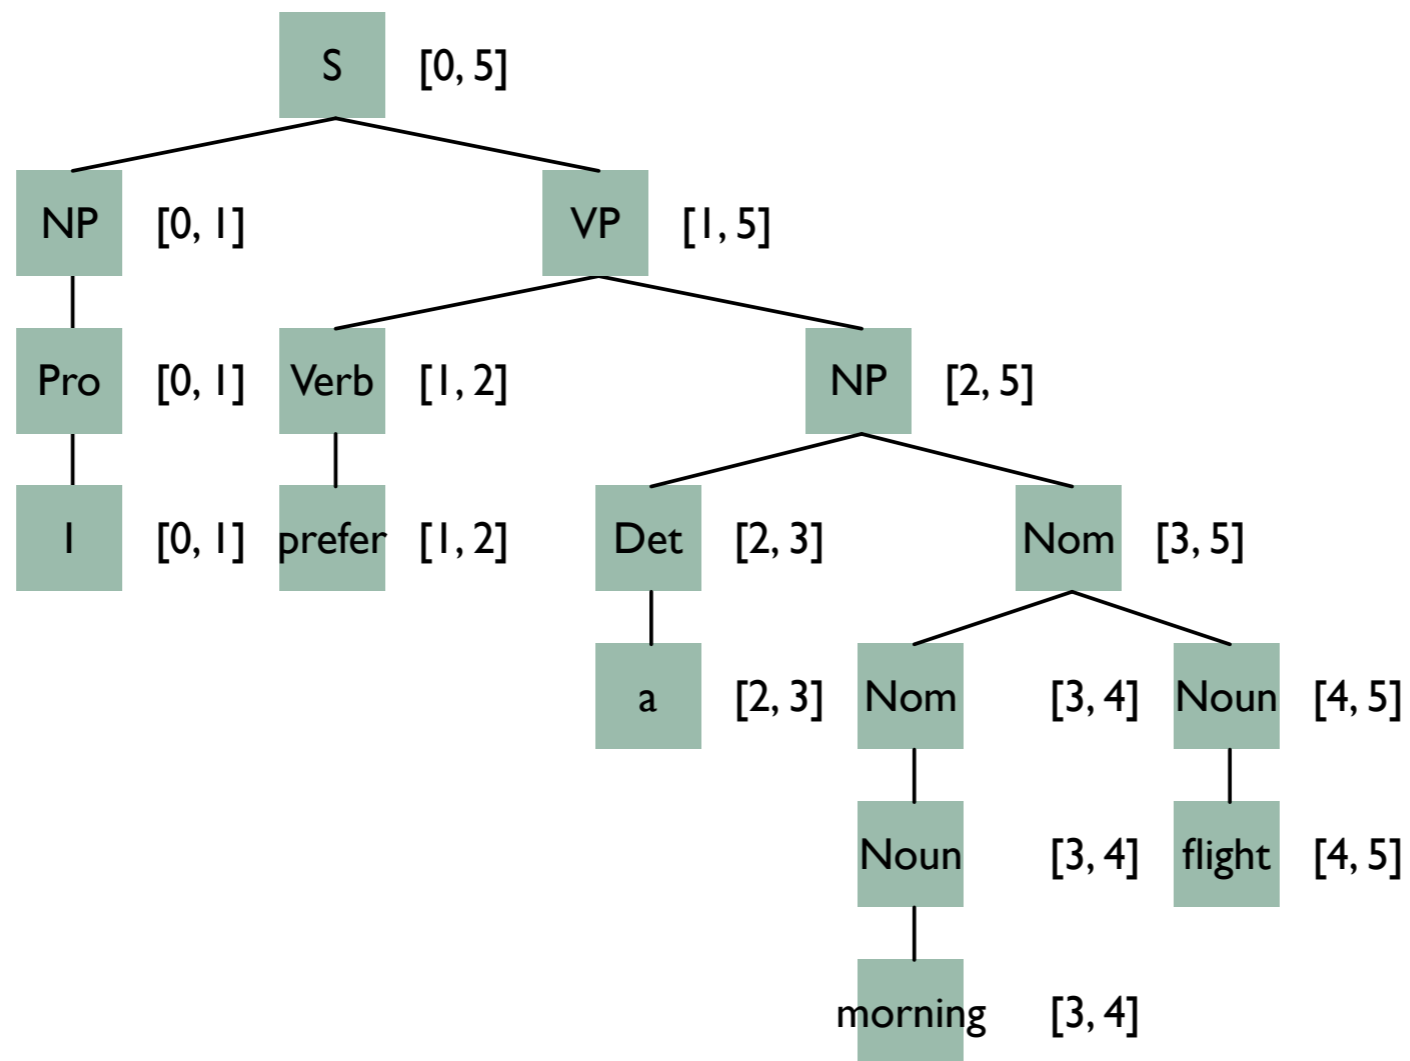 S [0, 5]
NP [0, 1] VP [1, 5]
Pro [0, 1] Verb [1, 2] NP [2, 5]
I [0, 1] prefer [1, 2] Det [2, 3] Nom [3, 5]
a [2, 3] Nom [3, 4] Noun [4, 5]
Noun [3, 4] flight [4, 5]
morning [3, 4]